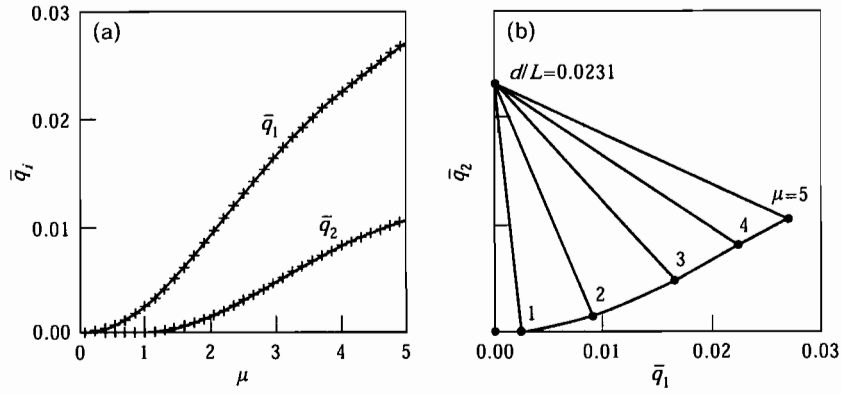 (a)
0.03
0.02
0.01
0.00
q̄ᵢ
q̄₁
q̄₂
0 1 2 3 4 5
μ
(b)
d/L=0.0231
q̄₂
μ=5
4
3
2
1
0.00 0.01 0.02 0.03
q̄₁